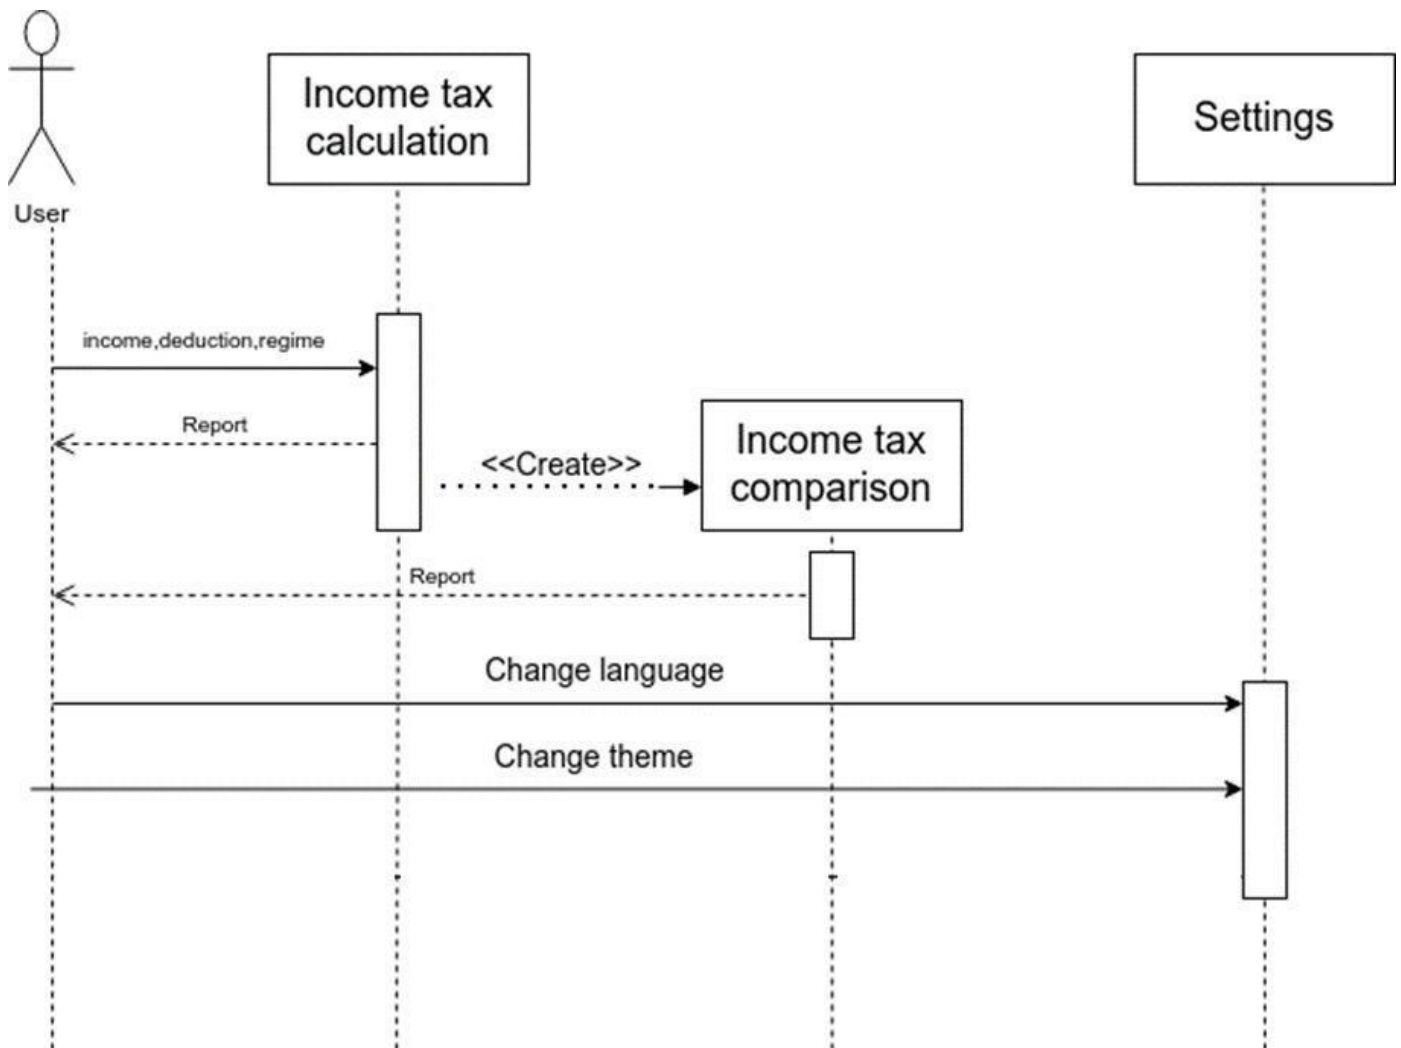 Income tax
calculation
Settings
User
income,deduction,regime
Report
<<Create>>
Income tax
comparison
Report
Change language
Change theme